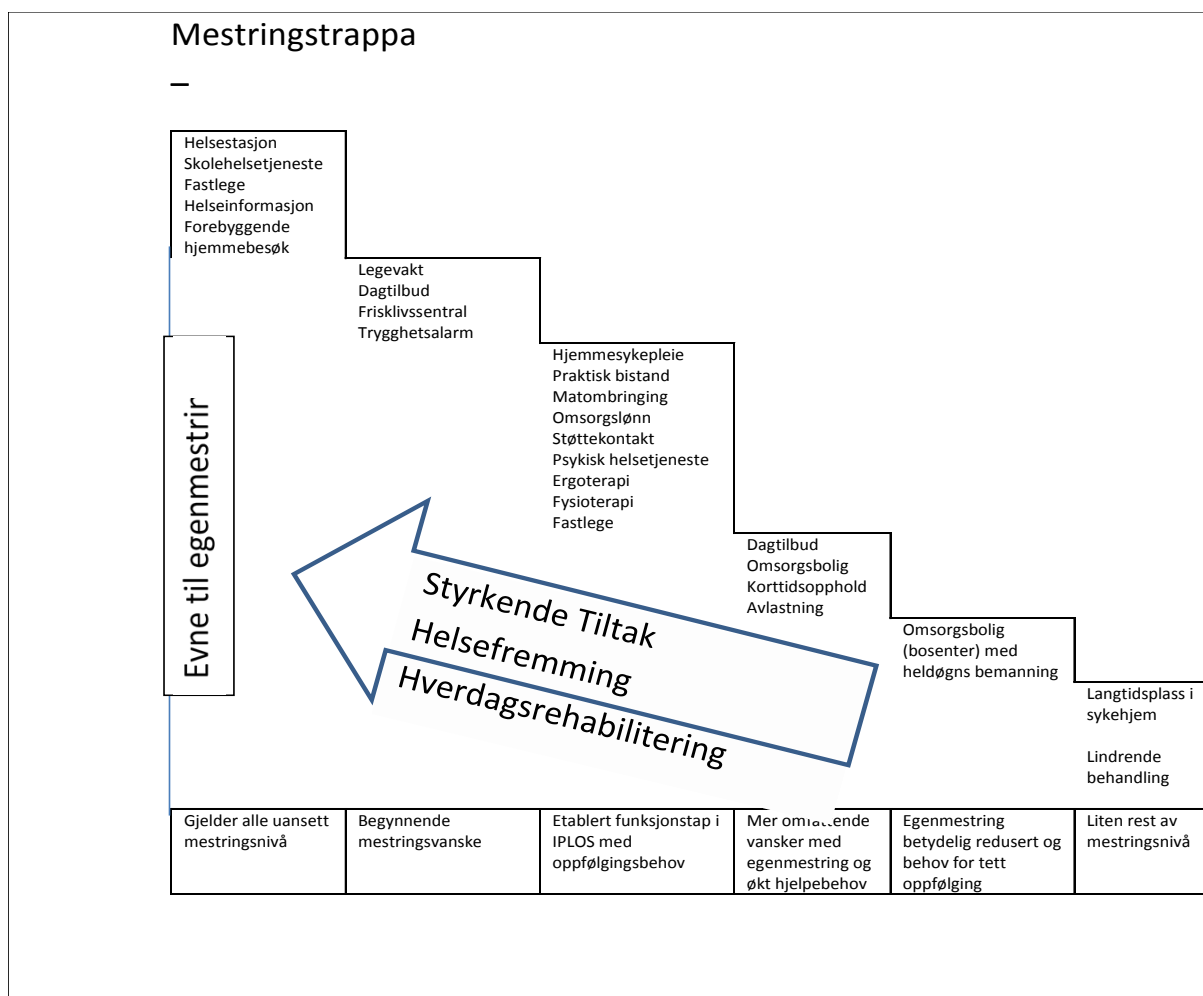 Mestringstrappa
–
Helsestasjon
Skolehelsetjeneste
Fastlege
Helseinformasjon
Forebyggende
hjemmebesøk
Legevakt
Dagtilbud
Frisklivssentral
Trygghetsalarm
Hjemmesykepleie
Praktisk bistand
Matombringing
Omsorgslønn
Støttekontakt
Psykisk helsetjeneste
Ergoterapi
Fysioterapi
Fastlege
Dagtilbud
Omsorgsbolig
Korttidsopphold
Avlastning
Omsorgsbolig
(bosenter) med
heldøgns bemanning
Langtidsplass i
sykehjem
Lindrende
behandling
Evne til egenmestrir
Styrkende Tiltak
Helsefremming
Hverdagsrehabilitering
Gjelder alle uansett
mestringsnivå
Begynnende
mestringsvanske
Etablert funksjonstap i
IPLOS med
oppfølgingsbehov
Mer omfattende
vansker med
egenmestring og
økt hjelpebehov
Egenmestring
betydelig redusert og
behov for tett
oppfølging
Liten rest av
mestringsnivå